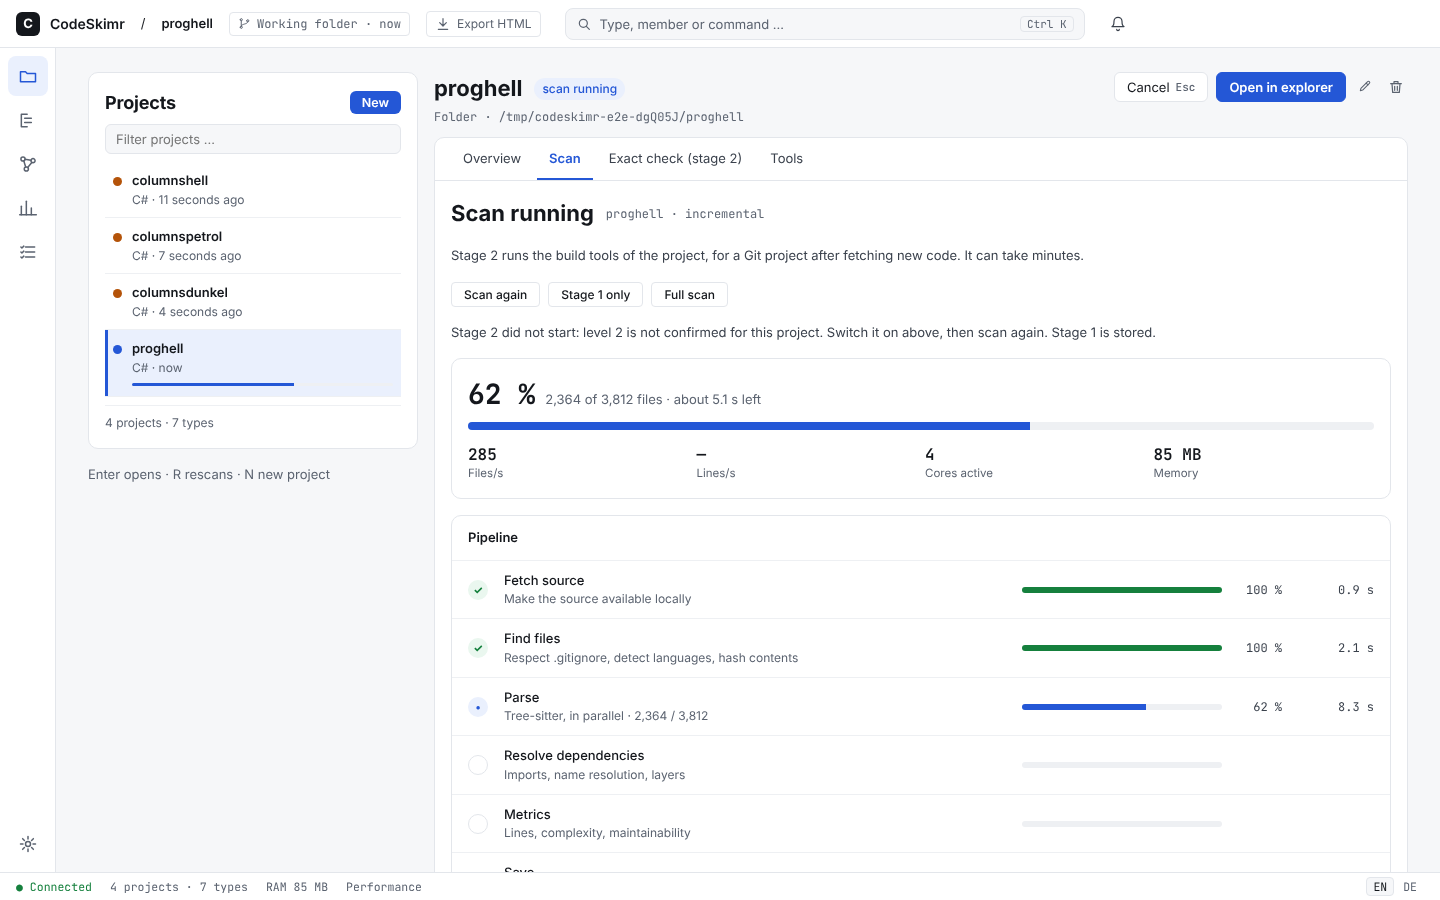 C CodeSkimr / proghell Working folder · now Export HTML Type, member or command ... Ctrl K
Projects New
Filter projects ...
columnshell
C# · 11 seconds ago
columnspetrol
C# · 7 seconds ago
columnsdunkel
C# · 4 seconds ago
proghell
C# · now
4 projects · 7 types
Enter opens · R rescans · N new project
proghell scan running Cancel Esc Open in explorer
Folder · /tmp/codeskimr-e2e-dgQ05J/proghell
Overview Scan Exact check (stage 2) Tools
Scan running proghell · incremental
Stage 2 runs the build tools of the project, for a Git project after fetching new code. It can take minutes.
Scan again Stage 1 only Full scan
Stage 2 did not start: level 2 is not confirmed for this project. Switch it on above, then scan again. Stage 1 is stored.
62 % 2,364 of 3,812 files · about 5.1 s left
285 – 4 85 MB
Files/s Lines/s Cores active Memory
Pipeline
Fetch source
Make the source available locally 100 % 0.9 s
Find files
Respect .gitignore, detect languages, hash contents 100 % 2.1 s
Parse
Tree-sitter, in parallel · 2,364 / 3,812 62 % 8.3 s
Resolve dependencies
Imports, name resolution, layers
Metrics
Lines, complexity, maintainability
Save
Connected 4 projects · 7 types RAM 85 MB Performance EN DE